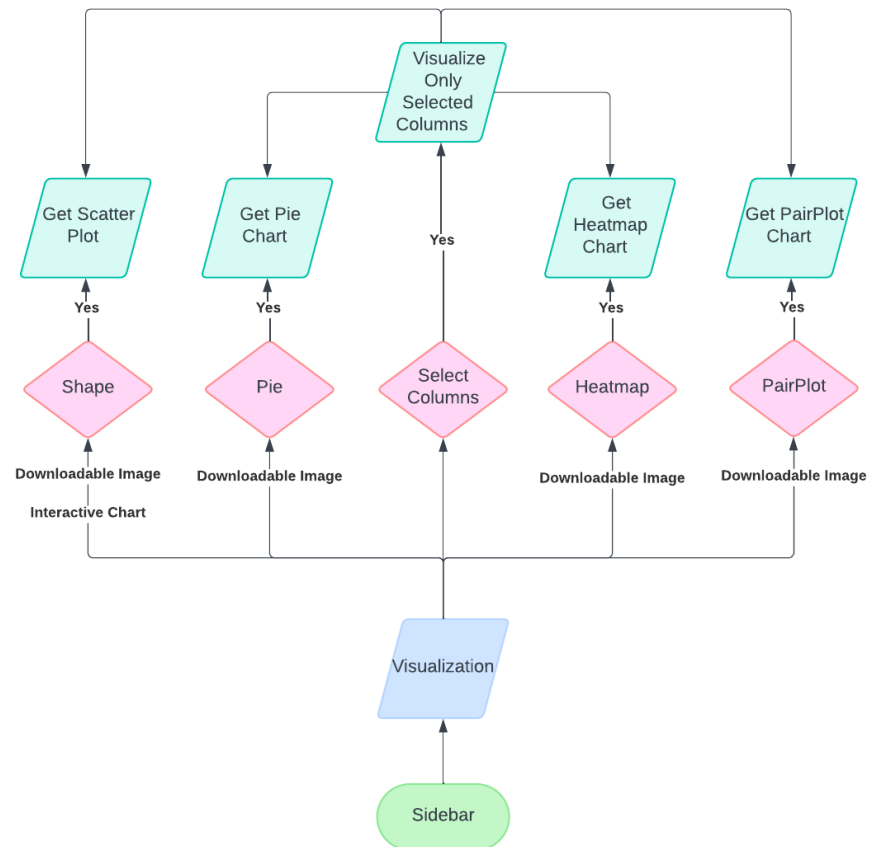 Visualize
Only
Selected
Columns
Get Scatter
Plot
Get Pie
Chart
Get
Heatmap
Chart
Get PairPlot
Chart
Yes
Yes
Yes
Yes
Yes
Shape
Pie
Select
Columns
Heatmap
PairPlot
Downloadable Image
Interactive Chart
Downloadable Image
Downloadable Image
Downloadable Image
Visualization
Sidebar